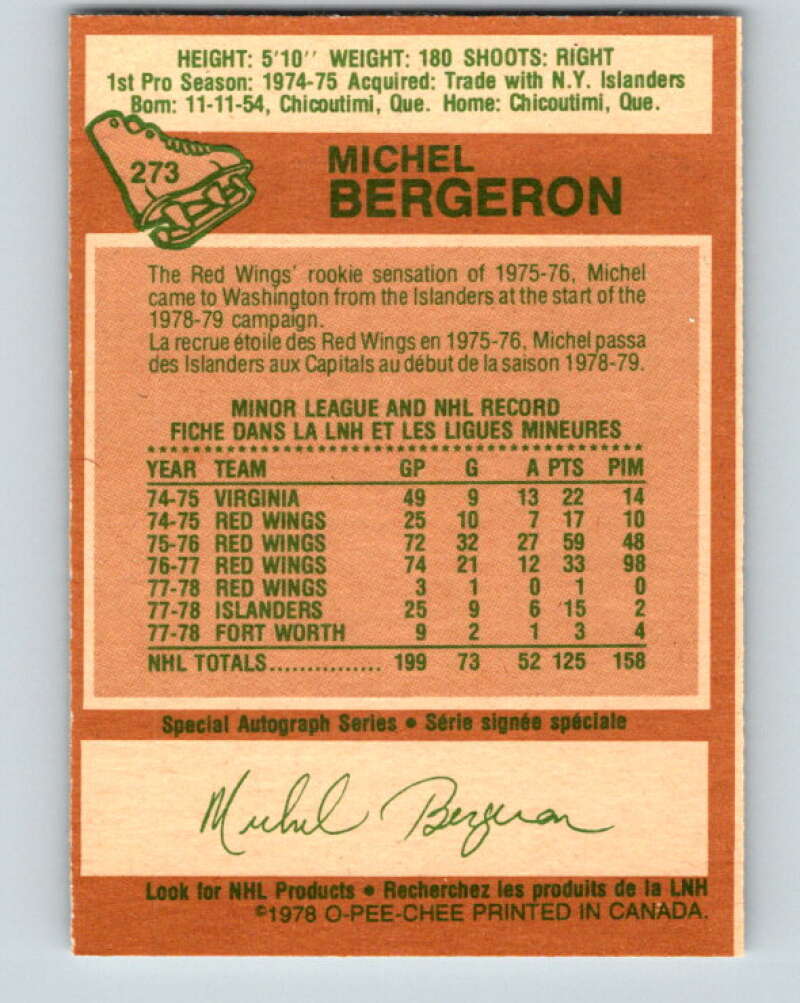 HEIGHT: 5'10'' WEIGHT: 180 SHOOTS: RIGHT
1st Pro Season: 1974-75 Acquired: Trade with N.Y. Islanders
Born: 11-11-54, Chicoutimi, Que. Home: Chicoutimi, Que.
273
MICHEL
BERGERON
The Red Wings' rookie sensation of 1975-76, Michel
came to Washington from the Islanders at the start of the
1978-79 campaign.
La recrue étoile des Red Wings en 1975-76, Michel passa
des Islanders aux Capitals au début de la saison 1978-79.
MINOR LEAGUE AND NHL RECORD
FICHE DANS LA LNH ET LES LIGUES MINEURES
YEAR TEAM GP G A PTS PIM
74-75 VIRGINIA 49 9 13 22 14
74-75 RED WINGS 25 10 7 17 10
75-76 RED WINGS 72 32 27 59 48
76-77 RED WINGS 74 21 12 33 98
77-78 RED WINGS 3 1 0 1 0
77-78 ISLANDERS 25 9 6 15 2
77-78 FORT WORTH 9 2 1 3 4
NHL TOTALS............... 199 73 52 125 158
Special Autograph Series • Série signée spéciale
Michel Bergeron
Look for NHL Products • Recherchez les produits de la LNH
©1978 O-PEE-CHEE PRINTED IN CANADA.